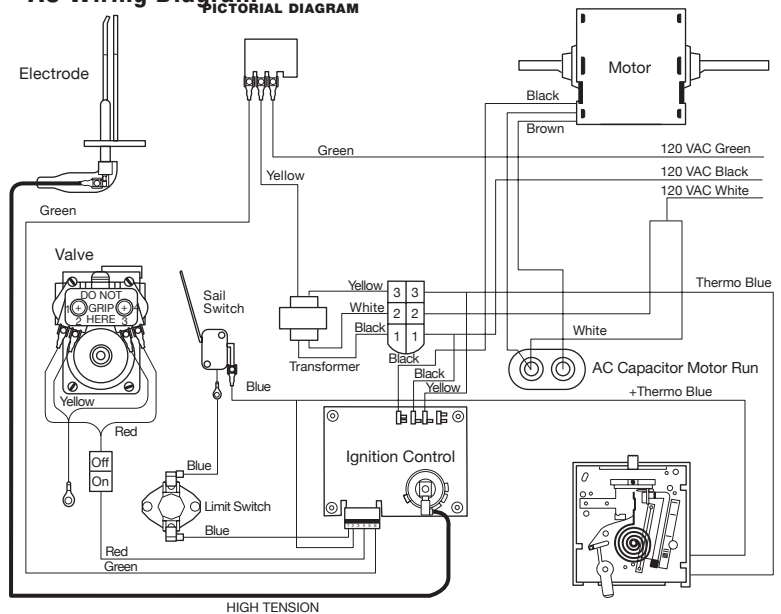 AC Wiring Diagram
PICTORIAL DIAGRAM
Electrode
Motor
Black
Brown
Green
120 VAC Green
120 VAC Black
120 VAC White
Yellow
Green
Valve
DO NOT
1 GRIP 4
2 HERE 3
Sail
Switch
Yellow 3 3
White 2 2
Black 1 1
Transformer
Thermo Blue
White
Black
Black
Yellow
AC Capacitor Motor Run
+Thermo Blue
Blue
Yellow
Red
Off
On
Blue
Ignition Control
Limit Switch
Blue
Red
Green
HIGH TENSION